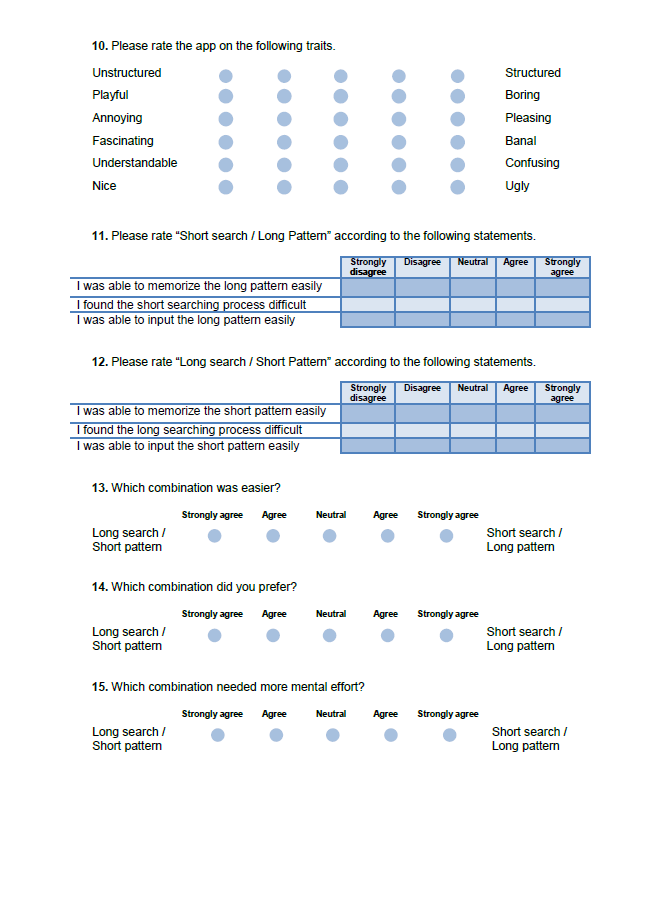 10. Please rate the app on the following traits.
Unstructured Structured
Playful Boring
Annoying Pleasing
Fascinating Banal
Understandable Confusing
Nice Ugly
11. Please rate “Short search / Long Pattern” according to the following statements.
Strongly disagree Disagree Neutral Agree Strongly agree
I was able to memorize the long pattern easily
I found the short searching process difficult
I was able to input the long pattern easily
12. Please rate “Long search / Short Pattern” according to the following statements.
Strongly disagree Disagree Neutral Agree Strongly agree
I was able to memorize the short pattern easily
I found the long searching process difficult
I was able to input the short pattern easily
13. Which combination was easier?
Strongly agree Agree Neutral Agree Strongly agree
Long search / Short search /
Short pattern Long pattern
14. Which combination did you prefer?
Strongly agree Agree Neutral Agree Strongly agree
Long search / Short search /
Short pattern Long pattern
15. Which combination needed more mental effort?
Strongly agree Agree Neutral Agree Strongly agree
Long search / Short search /
Short pattern Long pattern